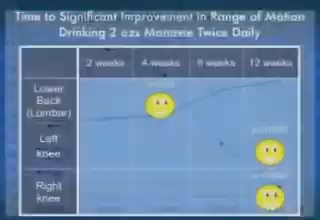 Time to Significant Improvement in Range of Motion
Drinking 2 ozs Monavie Twice Daily
2 weeks 4 weeks 8 weeks 12 weeks
Lower
Back
(Lumbar)
Left
knee
Right
knee